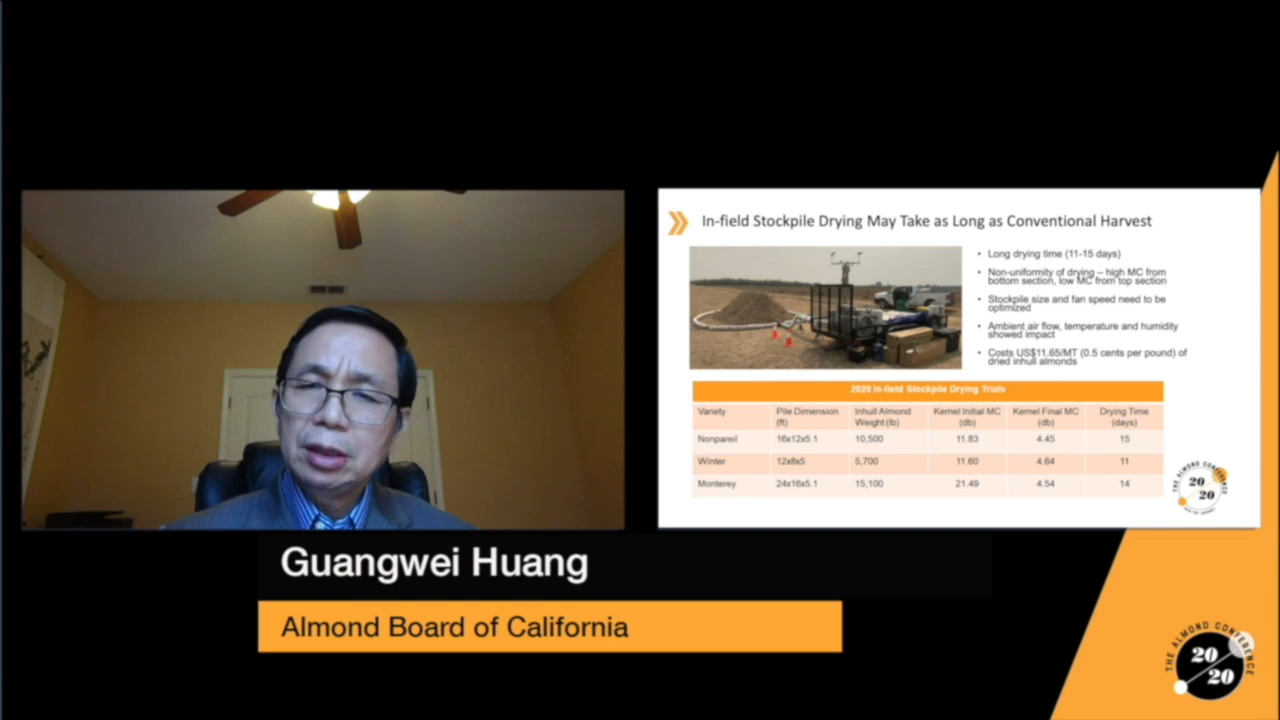 In-field Stockpile Drying May Take as Long as Conventional Harvest
• Long drying time (11-15 days)
• Non-uniformity of drying – high MC from
bottom section, low MC from top section
• Stockpile size and fan speed need to be
optimized
• Ambient air flow, temperature and humidity
showed impact
• Costs US$11.65/MT (0.5 cents per pound) of
dried inhull almonds
2020 In-field Stockpile Drying Trials
Variety Pile Dimension (ft) Inhull Almond Weight (lb) Kernel Initial MC (db) Kernel Final MC (db) Drying Time (days)
Nonpareil 16x12x5.1 10,500 11.83 4.45 15
Winter 12x8x5 5,700 11.60 4.64 11
Monterey 24x16x5.1 15,100 21.49 4.54 14
THE ALMOND CONFERENCE
20
20
Guangwei Huang
Almond Board of California
THE ALMOND CONFERENCE
20
20